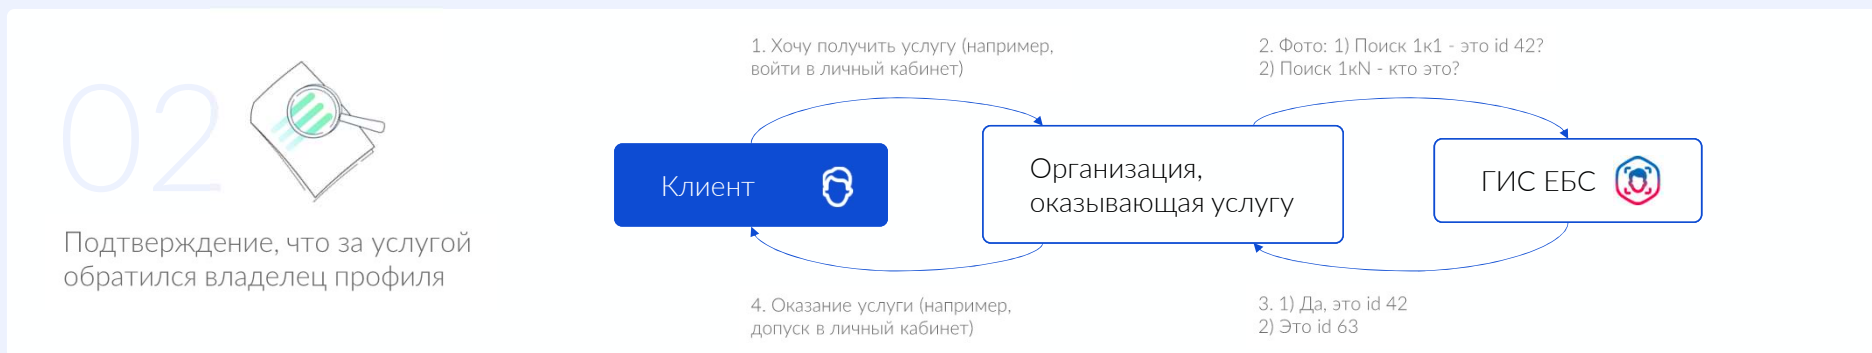 02
Подтверждение, что за услугой
обратился владелец профиля
1. Хочу получить услугу (например,
войти в личный кабинет)
2. Фото: 1) Поиск 1к1 - это id 42?
2) Поиск 1кN - кто это?
Клиент
Организация,
оказывающая услугу
ГИС ЕБС
4. Оказание услуги (например,
допуск в личный кабинет)
3. 1) Да, это id 42
2) Это id 63